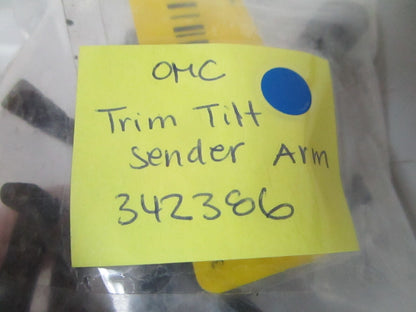 OMC
Trim Tilt
Sender Arm
342386